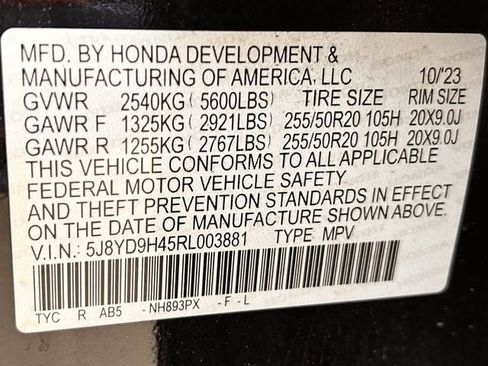 MFD. BY HONDA DEVELOPMENT &
MANUFACTURING OF AMERICA, LLC 10/'23
GVWR 2540KG ( 5600LBS) TIRE SIZE RIM SIZE
GAWR F 1325KG ( 2921LBS) 255/50R20 105H 20X9.0J
GAWR R 1255KG ( 2767LBS) 255/50R20 105H 20X9.0J
THIS VEHICLE CONFORMS TO ALL APPLICABLE
FEDERAL MOTOR VEHICLE SAFETY
AND THEFT PREVENTION STANDARDS IN EFFECT
ON THE DATE OF MANUFACTURE SHOWN ABOVE.
V.I.N.: 5J8YD9H45RL003881 TYPE MPV
TYC R AB5 -NH893PX -F-L